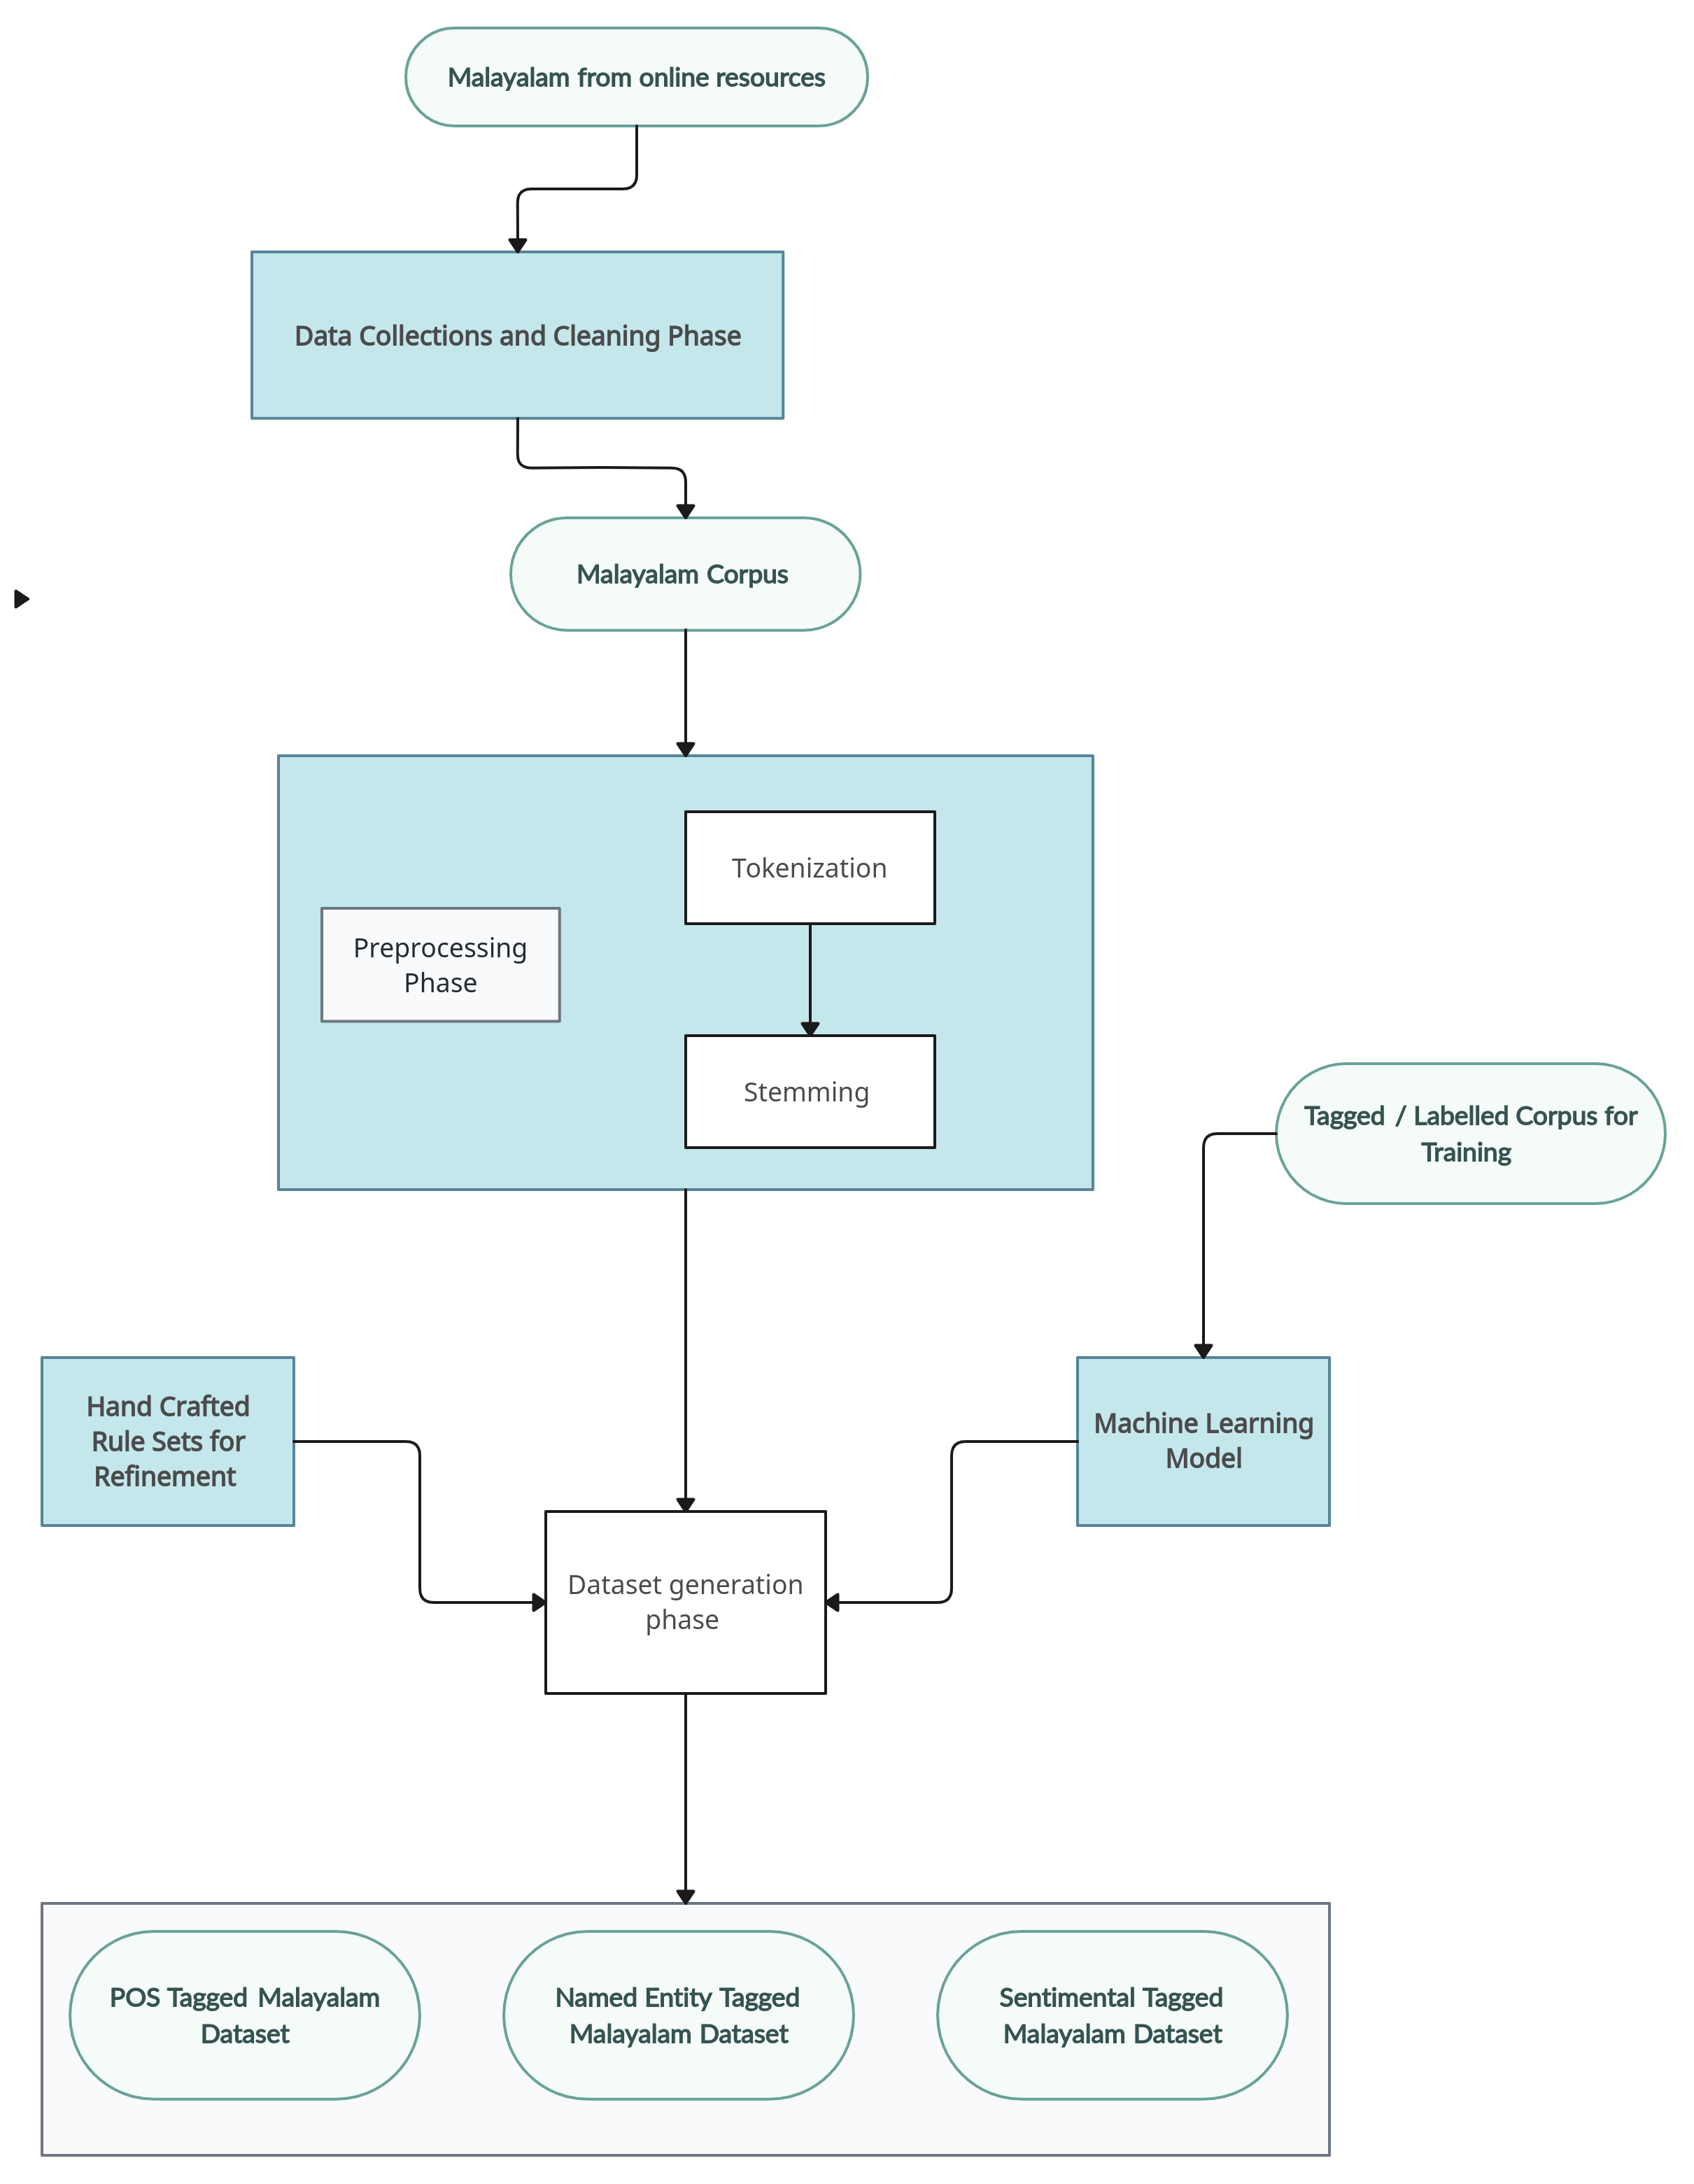 Malayalam from online resources
Data Collections and Cleaning Phase
Malayalam Corpus
Tokenization
Preprocessing
Phase
Stemming
Tagged / Labelled Corpus for
Training
Hand Crafted
Rule Sets for
Refinement
Machine Learning
Model
Dataset generation
phase
POS Tagged Malayalam
Dataset
Named Entity Tagged
Malayalam Dataset
Sentimental Tagged
Malayalam Dataset